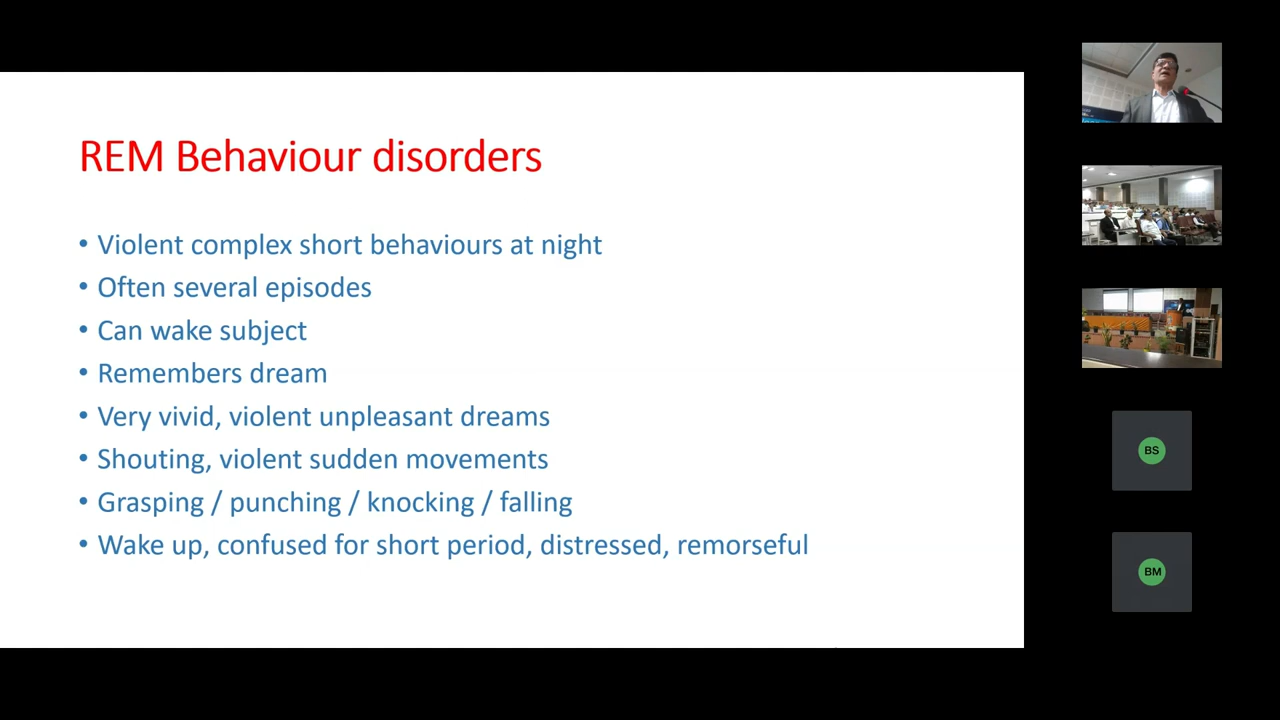 REM Behaviour disorders
• Violent complex short behaviours at night
• Often several episodes
• Can wake subject
• Remembers dream
• Very vivid, violent unpleasant dreams
• Shouting, violent sudden movements
• Grasping / punching / knocking / falling
• Wake up, confused for short period, distressed, remorseful
BS
BM